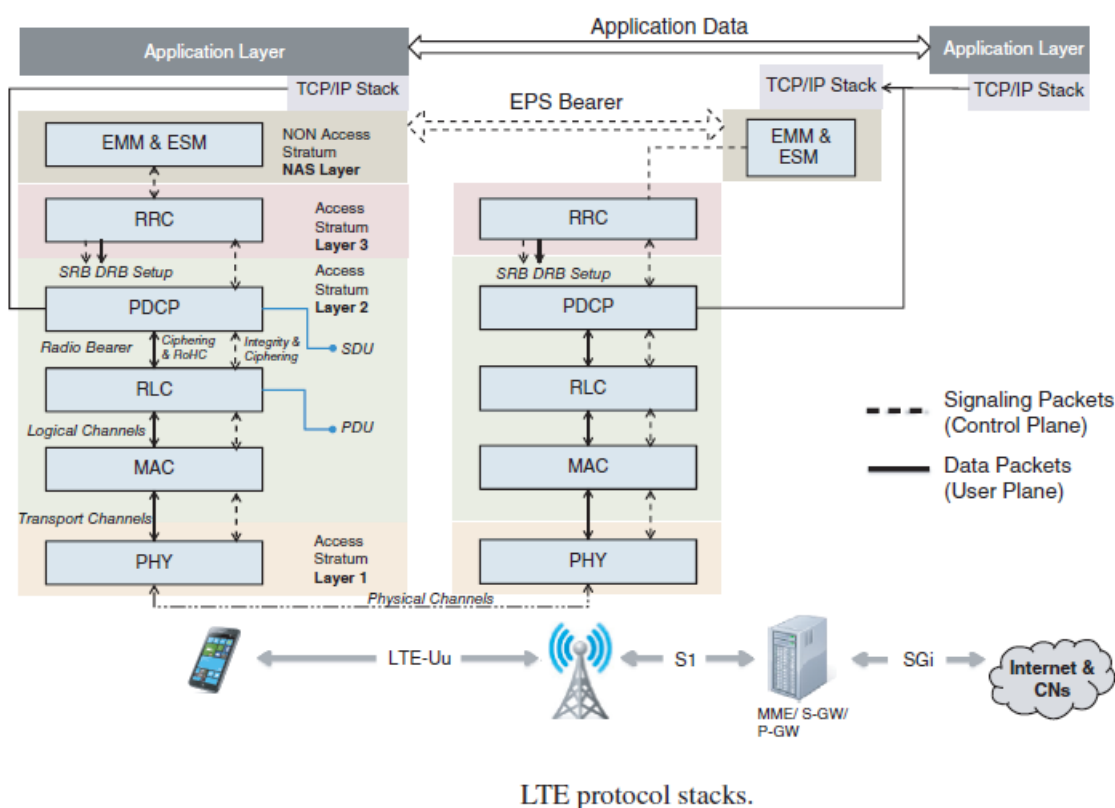 Application Data
Application Layer
Application Layer
TCP/IP Stack
TCP/IP Stack
TCP/IP Stack
EPS Bearer
EMM & ESM
NON Access
Stratum
NAS Layer
EMM &
ESM
RRC
Access
Stratum
Layer 3
RRC
SRB DRB Setup
SRB DRB Setup
Access
Stratum
Layer 2
PDCP
PDCP
Radio Bearer
Ciphering
& RoHC
Integrity &
Ciphering
SDU
RLC
RLC
Logical Channels
PDU
Signaling Packets
(Control Plane)
MAC
MAC
Data Packets
(User Plane)
Transport Channels
PHY
Access
Stratum
Layer 1
PHY
Physical Channels
LTE-Uu
S1
SGi
Internet &
CNs
MME/ S-GW/
P-GW
LTE protocol stacks.